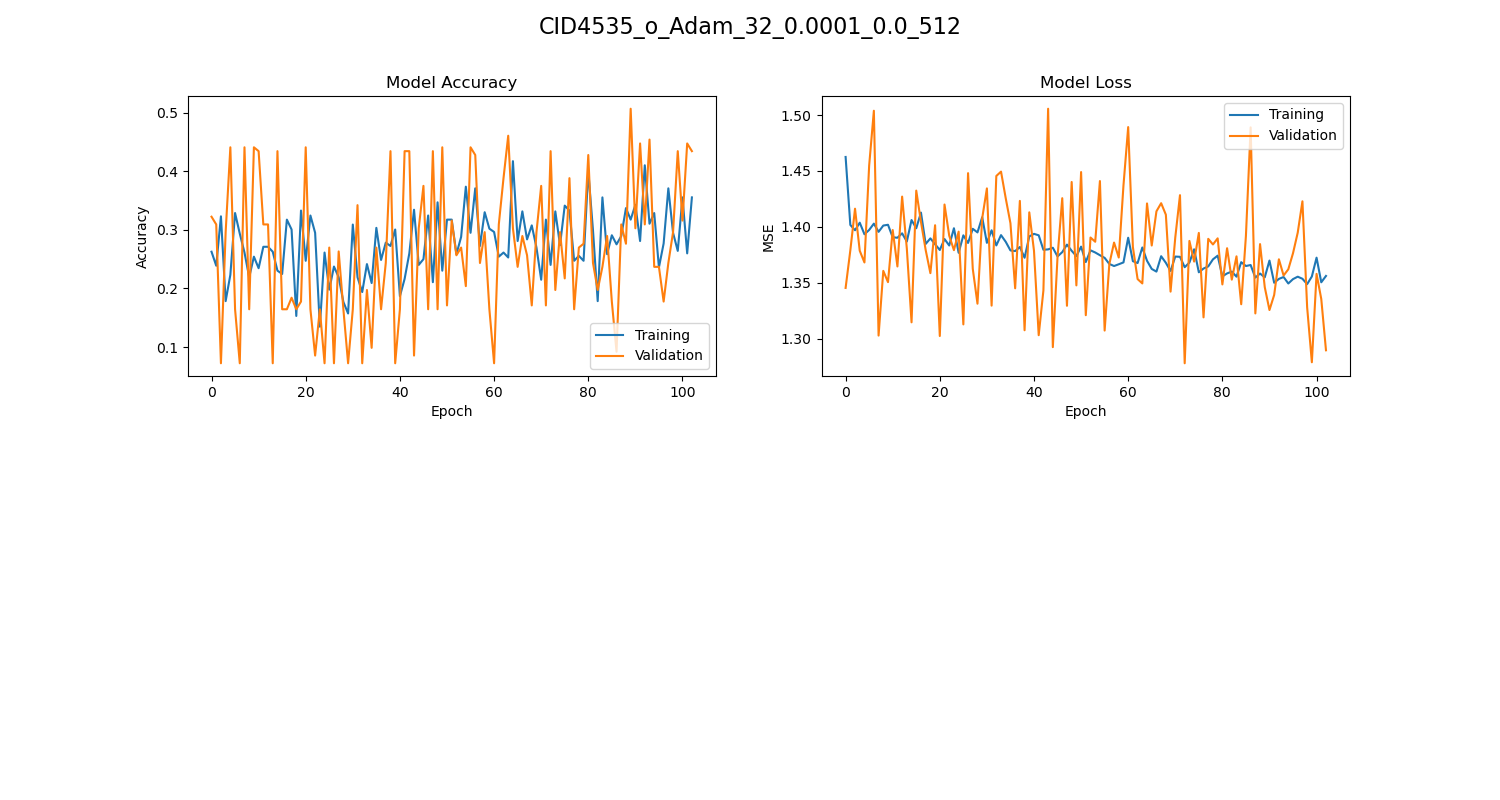 CID4535_o_Adam_32_0.0001_0.0_512
Model Accuracy
Accuracy
0.5
0.4
0.3
0.2
0.1
Training
Validation
0 20 40 60 80 100
Epoch
Model Loss
MSE
1.50
1.45
1.40
1.35
1.30
Training
Validation
0 20 40 60 80 100
Epoch